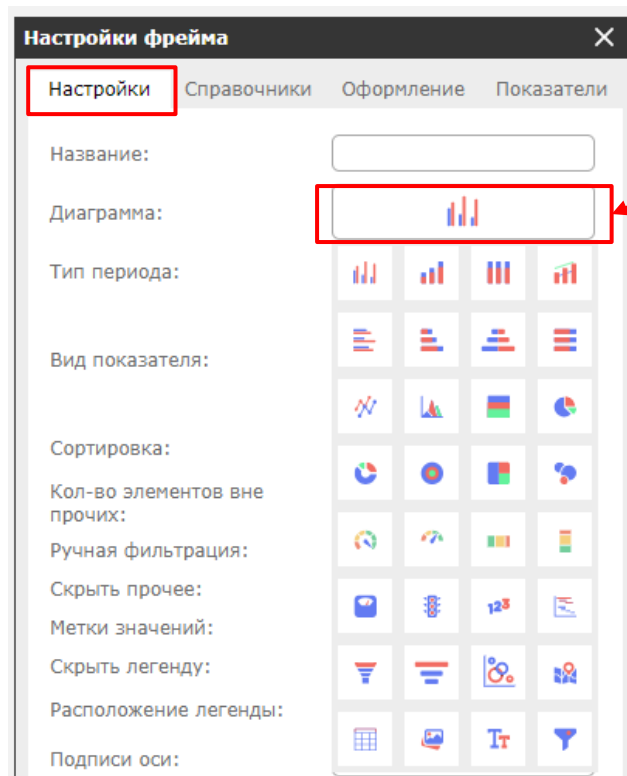 Настройки фрейма
Настройки Справочники Оформление Показатели
Название:
Диаграмма:
Тип периода:
Вид показателя:
Сортировка:
Кол-во элементов вне
прочих:
Ручная фильтрация:
Скрыть прочее:
Метки значений:
Скрыть легенду:
Расположение легенды:
Подписи оси:
123
Тт